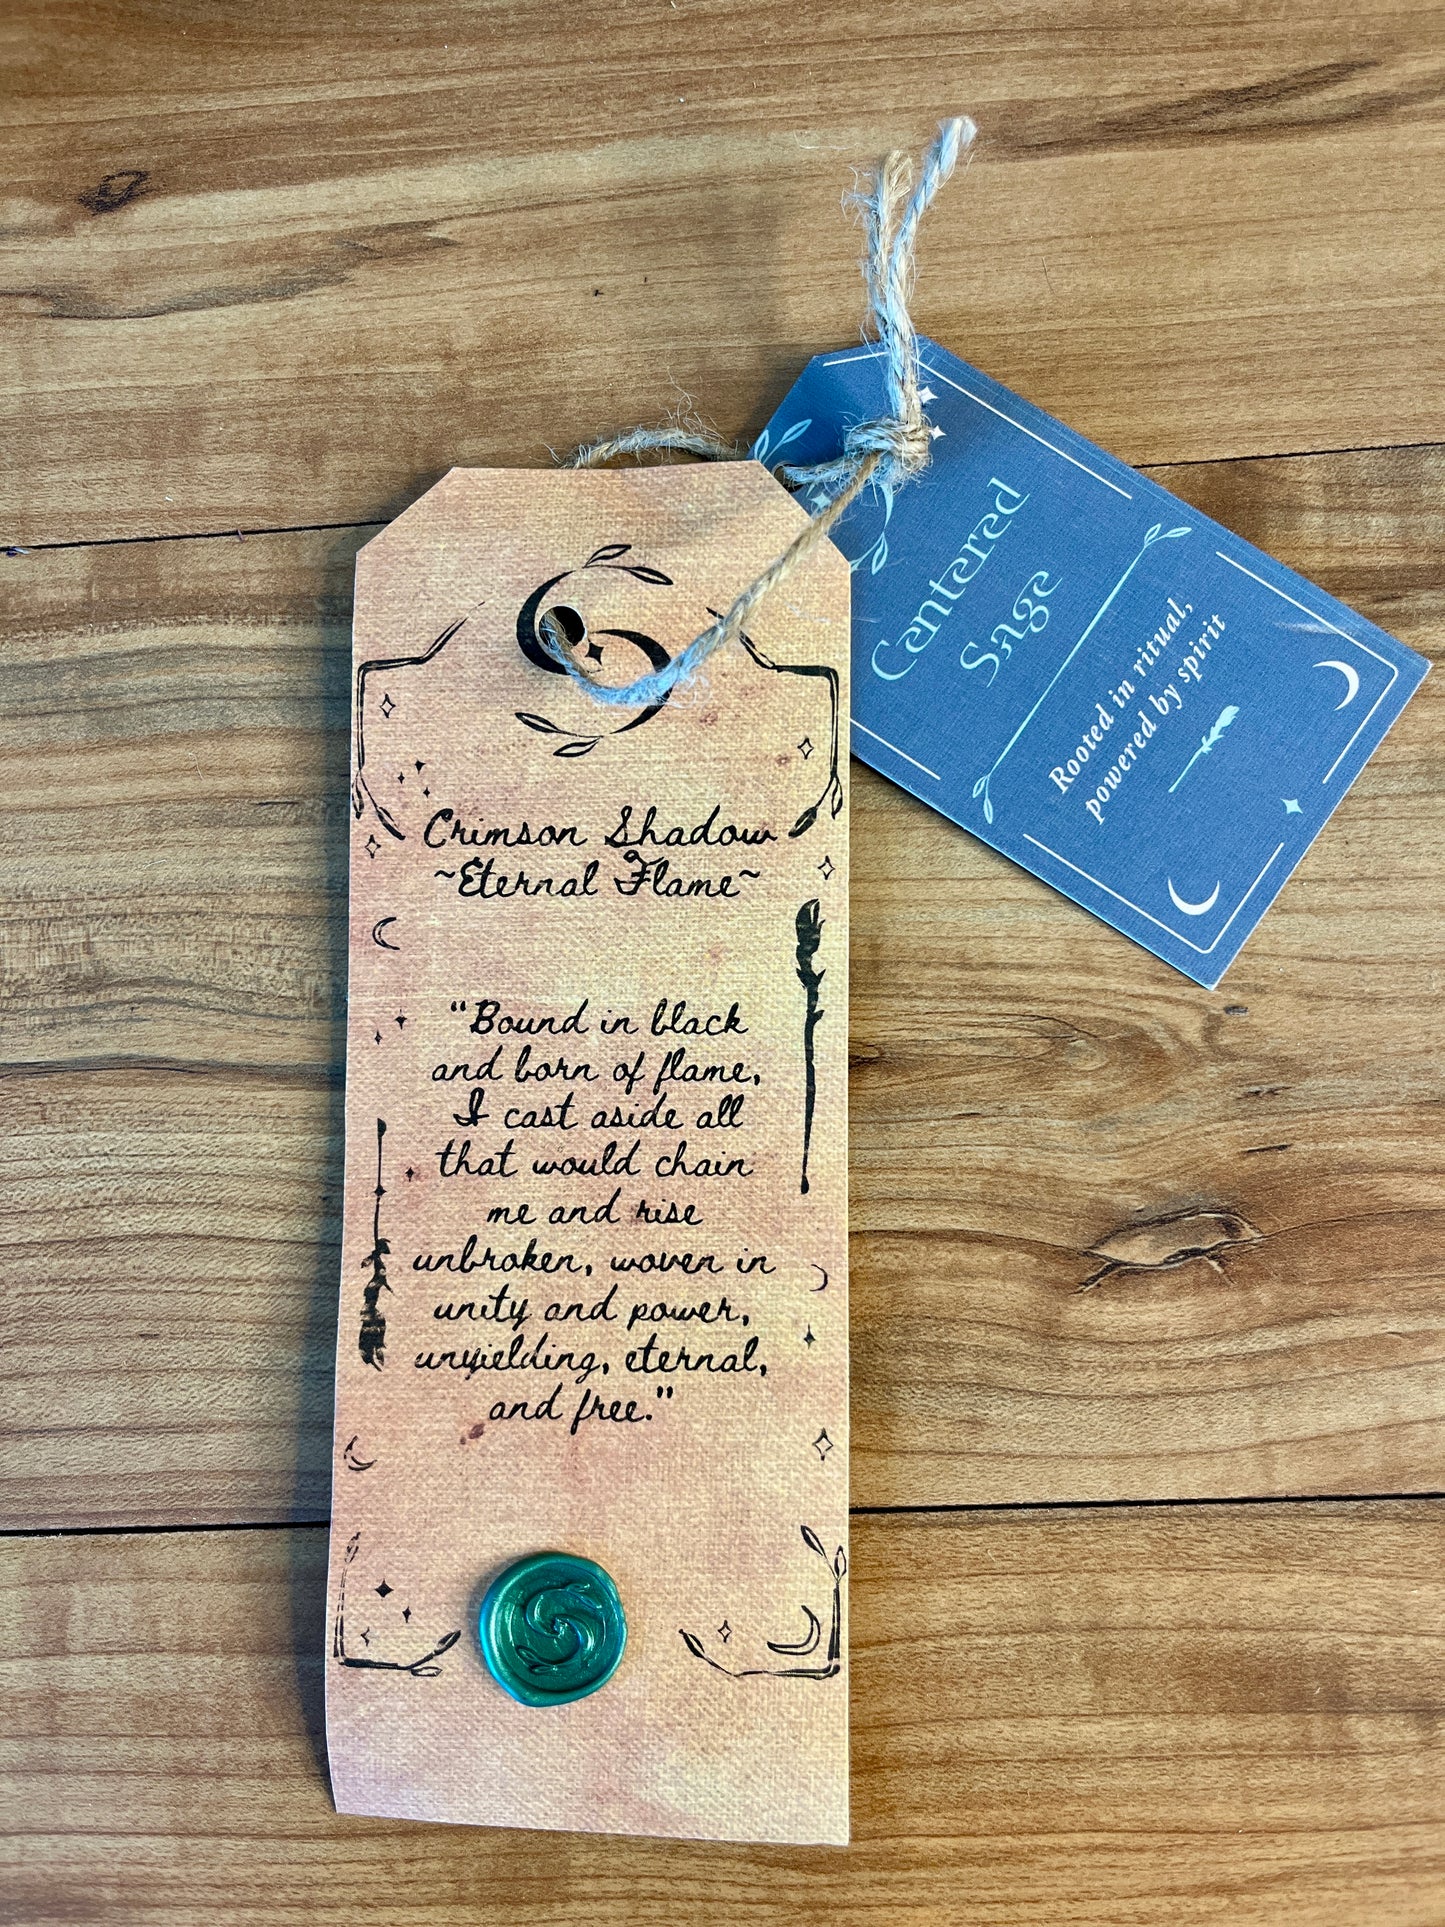 Crimson Shadow
~Eternal Flame~
"Bound in black
and born of flame,
I cast aside all
that would chain
me and rise
unbroken, woven in
unity and power,
unyielding, eternal,
and free."
Centered
Sage
Rooted in ritual,
powered by spirit